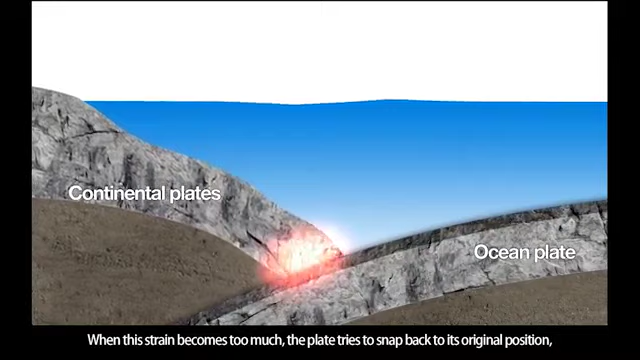 Continental plates
Ocean plate
When this strain becomes too much, the plate tries to snap back to its original position,